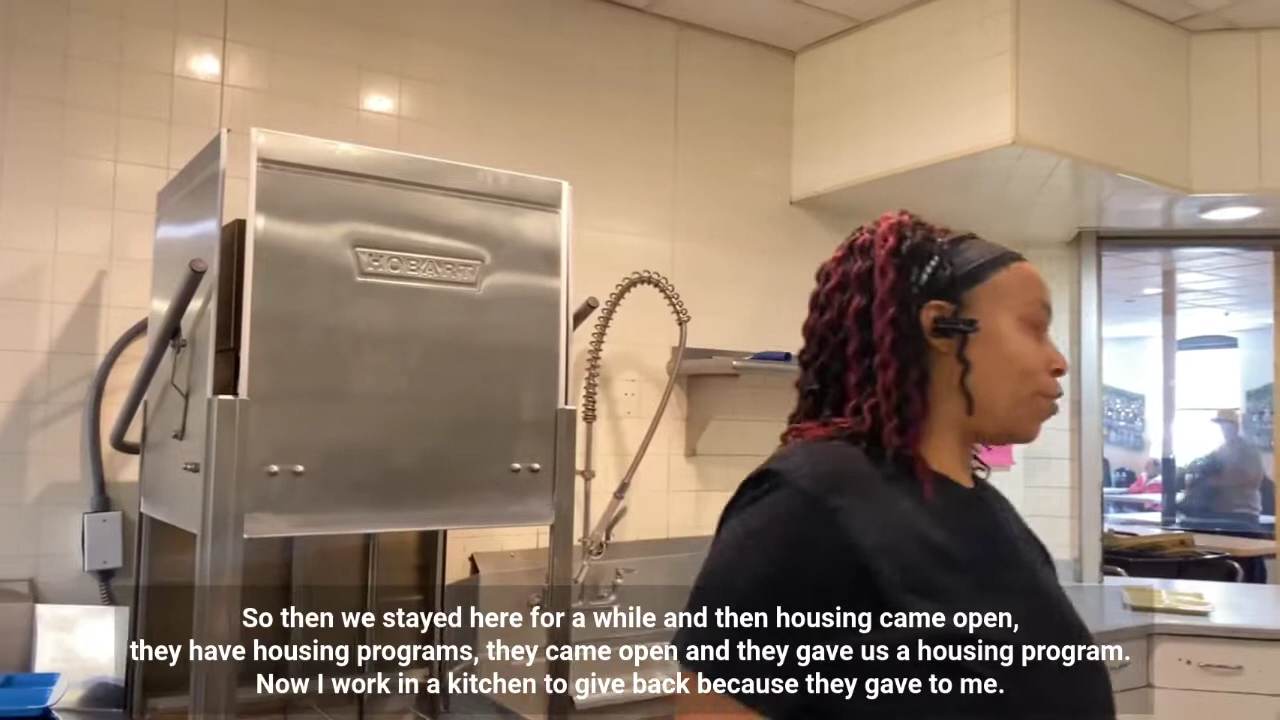 HOBART
So then we stayed here for a while and then housing came open,
they have housing programs, they came open and they gave us a housing program.
Now I work in a kitchen to give back because they gave to me.